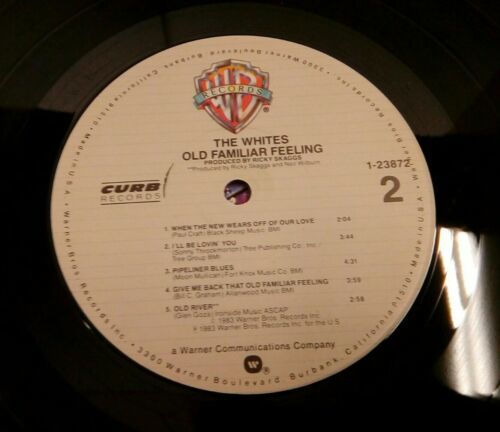 WB
RECORDS
THE WHITES
OLD FAMILIAR FEELING
PRODUCED BY RICKY SKAGGS
**Produced by Ricky Skaggs and Neil Wilburn
1-23872
2
CURB
RECORDS
1. WHEN THE NEW WEARS OFF OF OUR LOVE 2:04
(Paul Craft) Black Sheep Music BMI
2. I'LL BE LOVIN' YOU 3:44
(Sonny Throckmorton) Tree Publishing Co., Inc./
Tree Group BMI
3. PIPELINER BLUES 4:31
(Moon Mullican) Fort Knox Music Co. BMI
4. GIVE ME BACK THAT OLD FAMILIAR FEELING 3:59
(Bill C. Graham) Allanwood Music BMI
5. OLD RIVER** 2:58
(Glen Goza) Ironside Music ASCAP
© 1983 Warner Bros. Records Inc.
℗ 1983 Warner Bros. Records Inc. for the U.S.
a Warner Communications Company
• Made in U.S.A. • Warner Bros. Records Inc. • 3300 Warner Boulevard, Burbank, California 91510 •